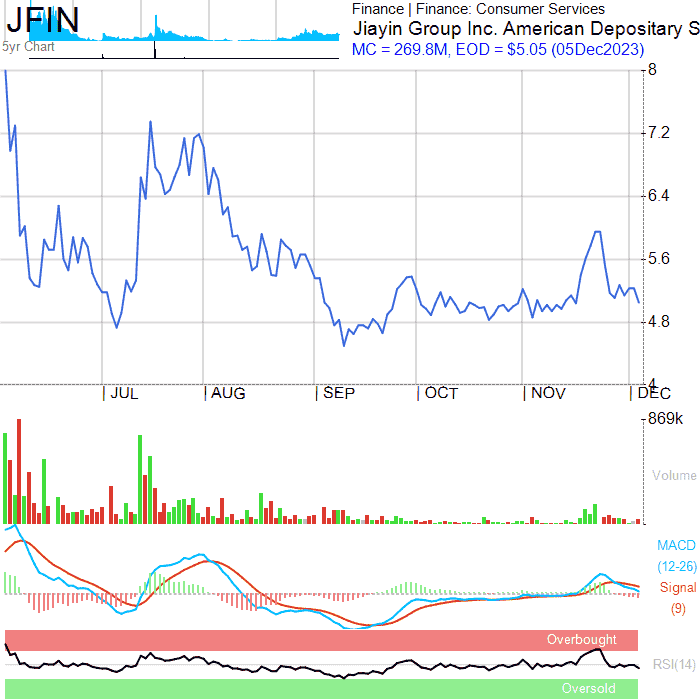 JFIN
5yr Chart
Finance | Finance: Consumer Services
Jiayin Group Inc. American Depositary S
MC = 269.8M, EOD = $5.05 (05Dec2023)
8
7.2
6.4
5.6
4.8
4
| JUL | AUG | SEP | OCT | NOV | DEC
869k
Volume
MACD
(12-26)
Signal
(9)
Overbought
RSI(14)
Oversold